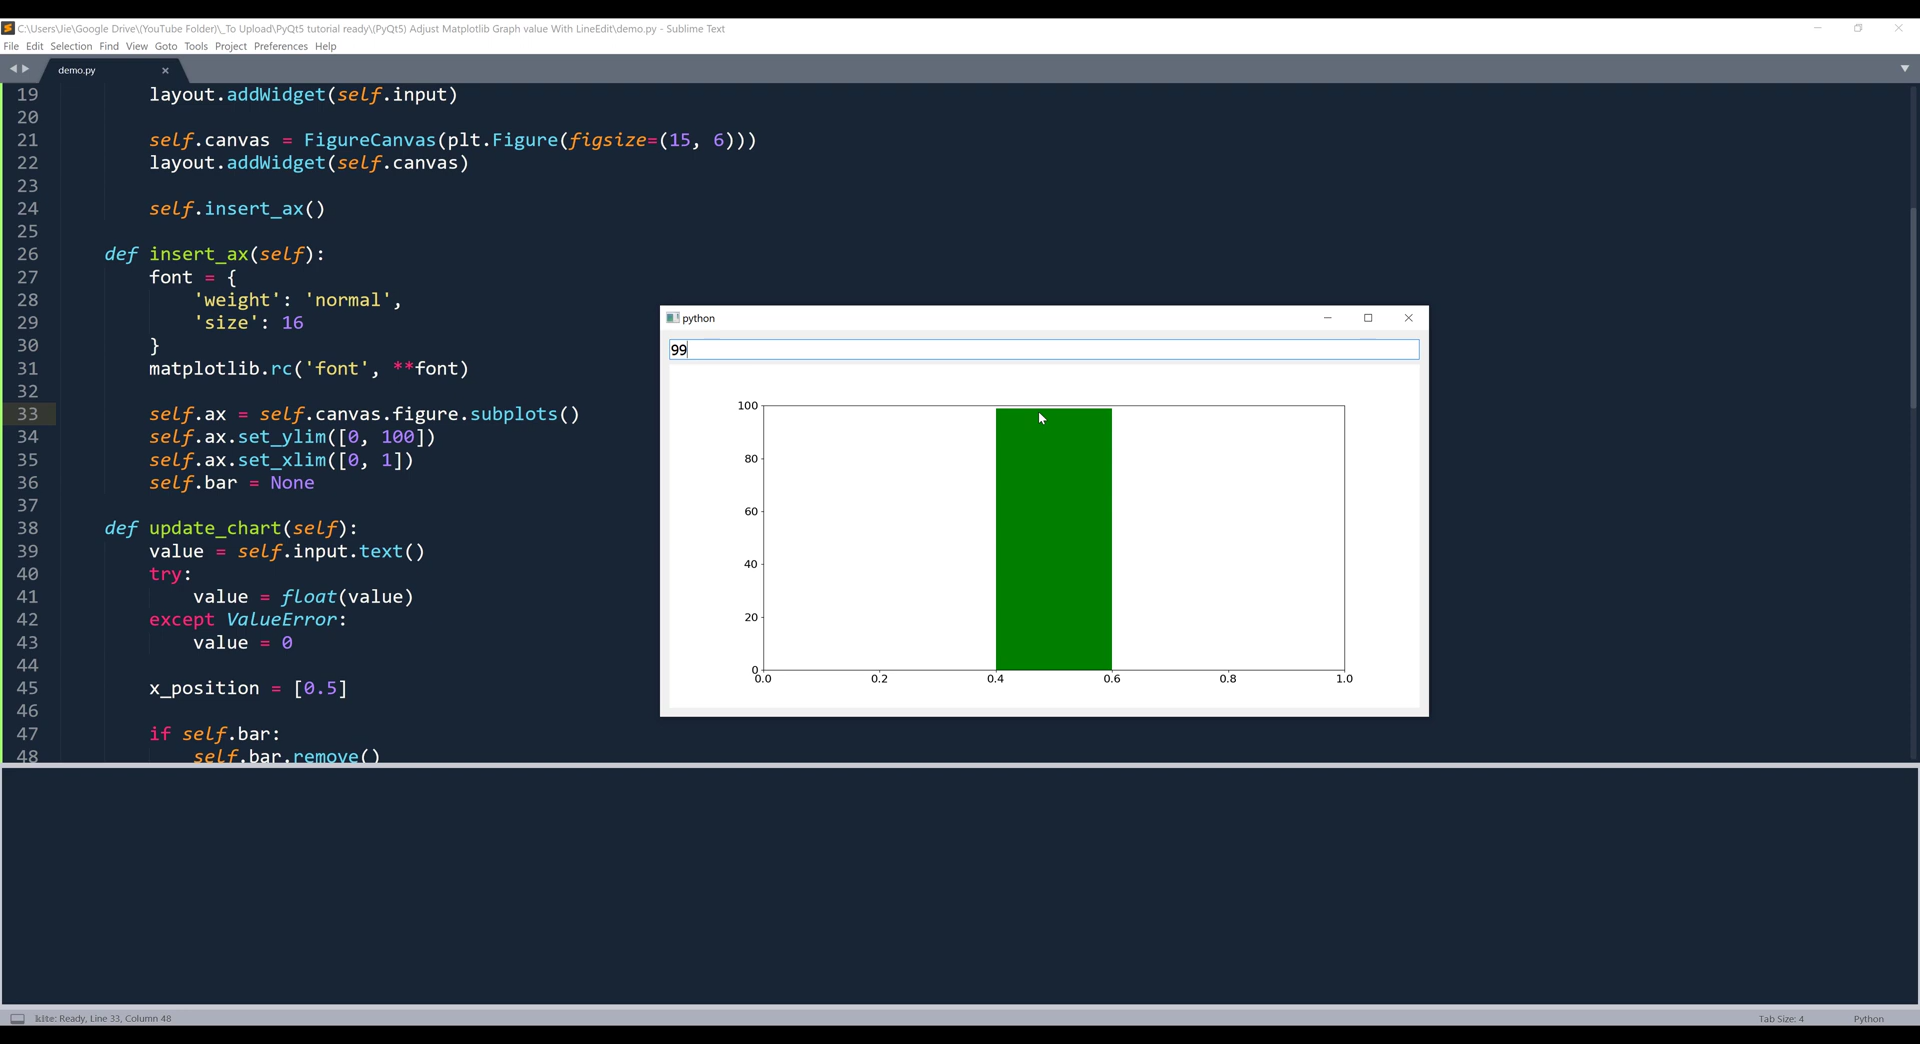 C:\Users\Jie\Google Drive\(YouTube Folder)\_To Upload\PyQt5 tutorial ready\(PyQt5) Adjust Matplotlib Graph value With LineEdit\demo.py - Sublime Text
File Edit Selection Find View Goto Tools Project Preferences Help
demo.py
19 layout.addWidget(self.input)
20
21 self.canvas = FigureCanvas(plt.Figure(figsize=(15, 6)))
22 layout.addWidget(self.canvas)
23
24 self.insert_ax()
25
26 def insert_ax(self):
27 font = {
28 'weight': 'normal',
29 'size': 16
30 }
31 matplotlib.rc('font', **font)
32
33 self.ax = self.canvas.figure.subplots()
34 self.ax.set_ylim([0, 100])
35 self.ax.set_xlim([0, 1])
36 self.bar = None
37
38 def update_chart(self):
39 value = self.input.text()
40 try:
41 value = float(value)
42 except ValueError:
43 value = 0
44
45 x_position = [0.5]
46
47 if self.bar:
48 self.bar.remove()
python
99
100
80
60
40
20
0
0.0 0.2 0.4 0.6 0.8 1.0
kite: Ready, Line 33, Column 48
Tab Size: 4
Python